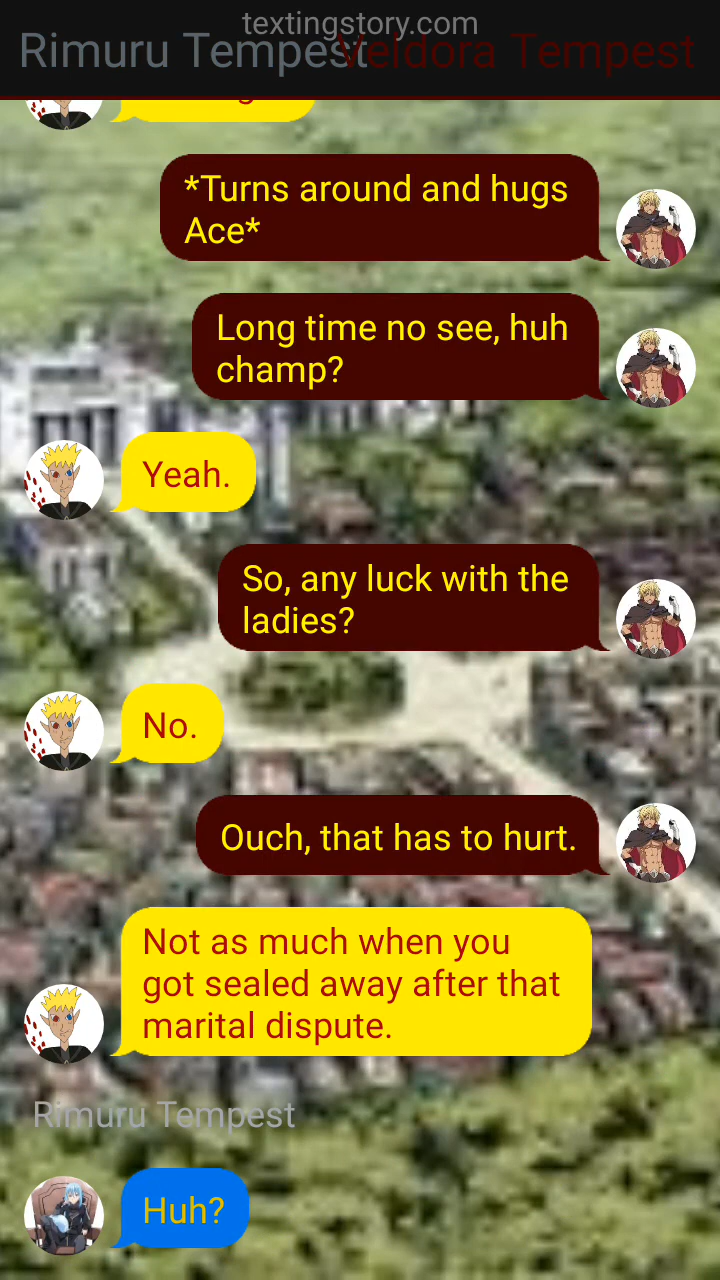 textingstory.com
Rimuru Tempest
Veldora Tempest
*Turns around and hugs
Ace*
Long time no see, huh
champ?
Yeah.
So, any luck with the
ladies?
No.
Ouch, that has to hurt.
Not as much when you
got sealed away after that
marital dispute.
Rimuru Tempest
Huh?